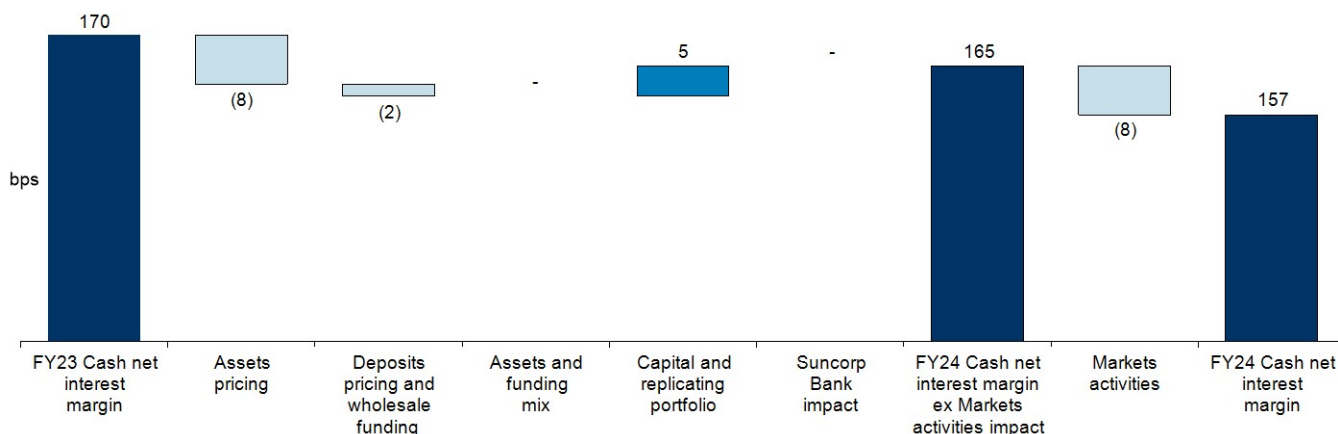 170
(8)
(2)
-
5
-
165
(8)
157
bps
FY23 Cash net
interest
margin
Assets
pricing
Deposits
pricing and
wholesale
funding
Assets and
funding
mix
Capital and
replicating
portfolio
Suncorp
Bank
impact
FY24 Cash net
interest margin
ex Markets
activities impact
Markets
activities
FY24 Cash net
interest
margin